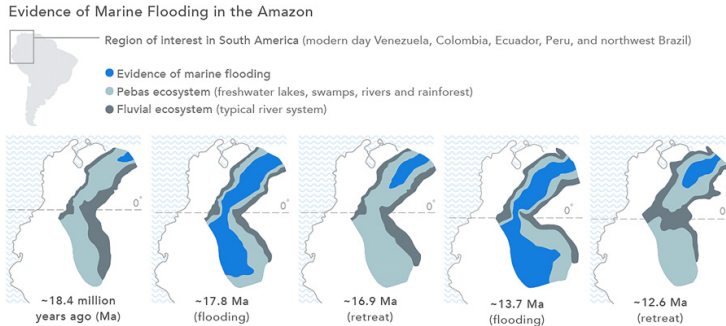 Evidence of Marine Flooding in the Amazon
Region of interest in South America (modern day Venezuela, Colombia, Ecuador, Peru, and northwest Brazil)
Evidence of marine flooding
Pebas ecosystem (freshwater lakes, swamps, rivers and rainforest)
Fluvial ecosystem (typical river system)
0°
0°
0°
0°
0°
~18.4 million
years ago (Ma)
~17.8 Ma
(flooding)
~16.9 Ma
(retreat)
~13.7 Ma
(flooding)
~12.6 Ma
(retreat)